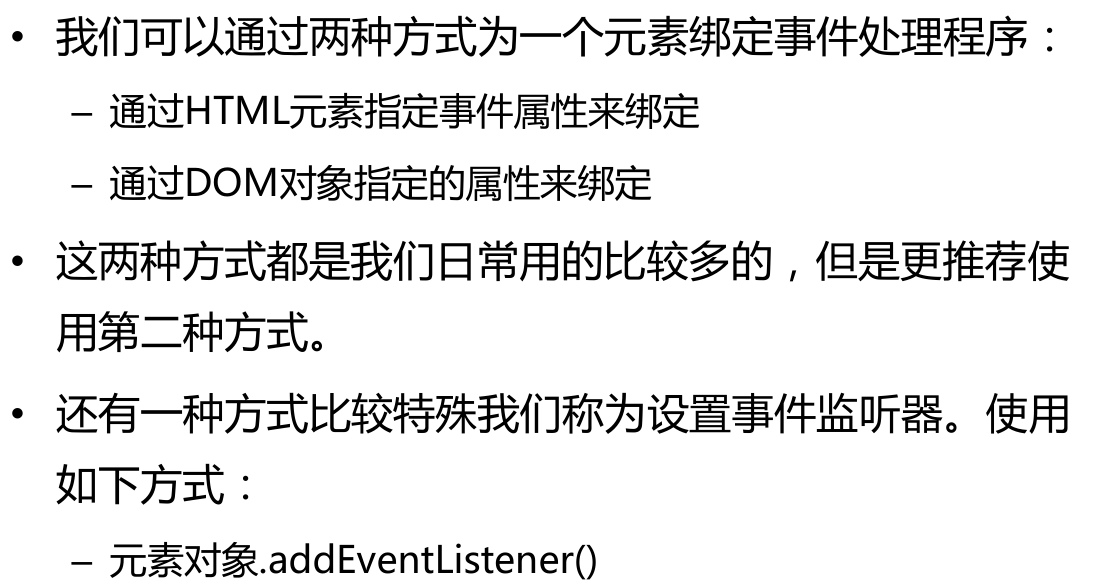 • 我们可以通过两种方式为一个元素绑定事件处理程序：
– 通过HTML元素指定事件属性来绑定
– 通过DOM对象指定的属性来绑定
• 这两种方式都是我们日常用的比较多的，但是更推荐使
用第二种方式。
• 还有一种方式比较特殊我们称为设置事件监听器。使用
如下方式：
– 元素对象.addEventListener()